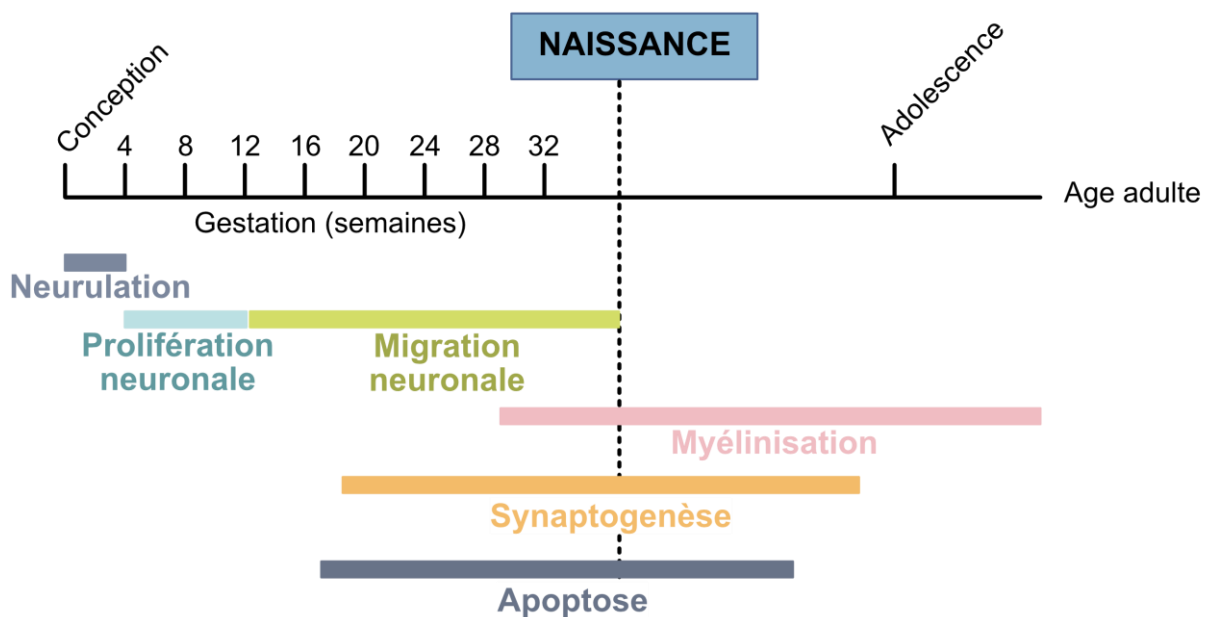 NAISSANCE
Conception
Adolescence
4 8 12 16 20 24 28 32
Age adulte
Gestation (semaines)
Neurulation
Prolifération
neuronale
Migration
neuronale
Myélinisation
Synaptogenèse
Apoptose